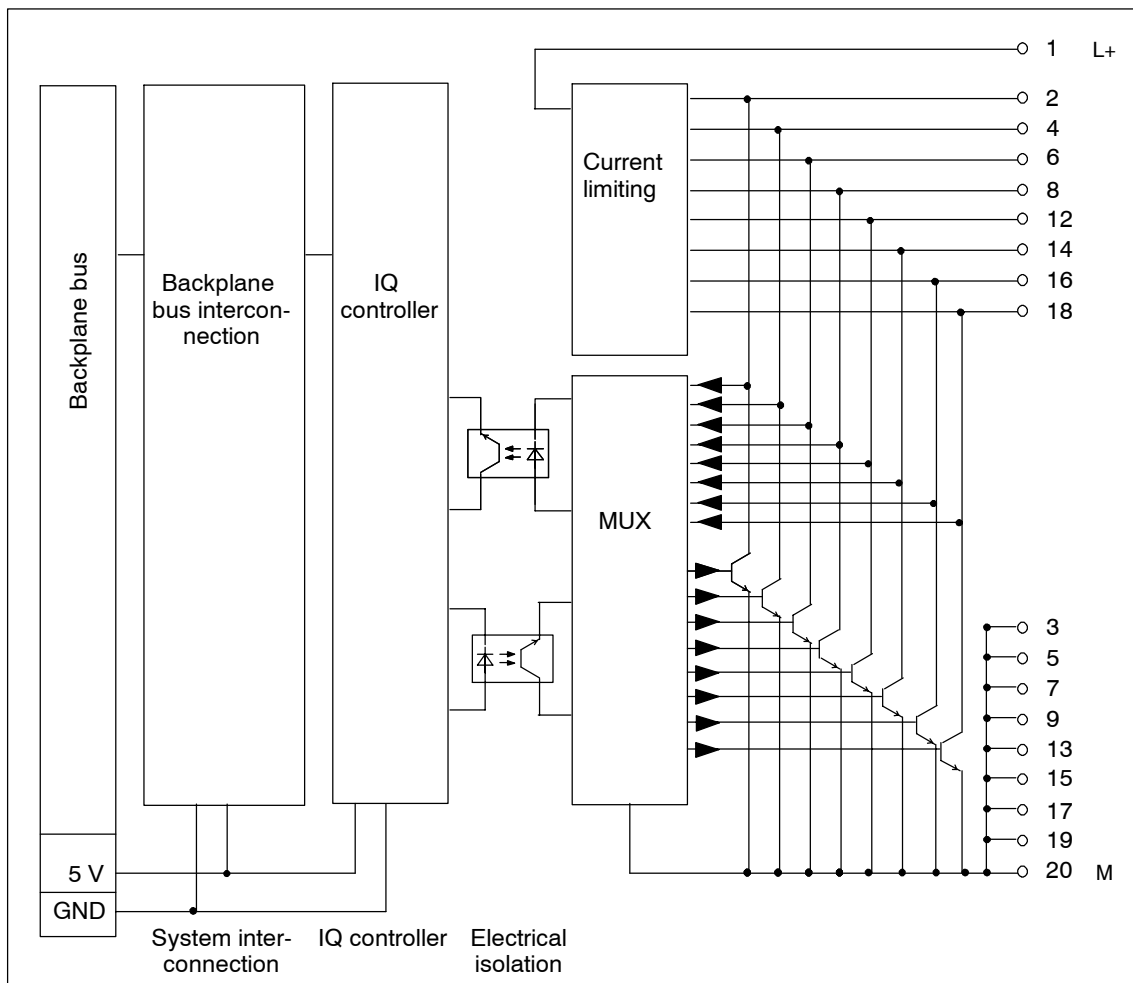 1 L+
2
4
6
8
12
14
16
18
Current
limiting
Backplane bus
Backplane
bus intercon-
nection
IQ
controller
MUX
3
5
7
9
13
15
17
19
20 M
5 V
GND
System inter-
connection
IQ controller
Electrical
isolation